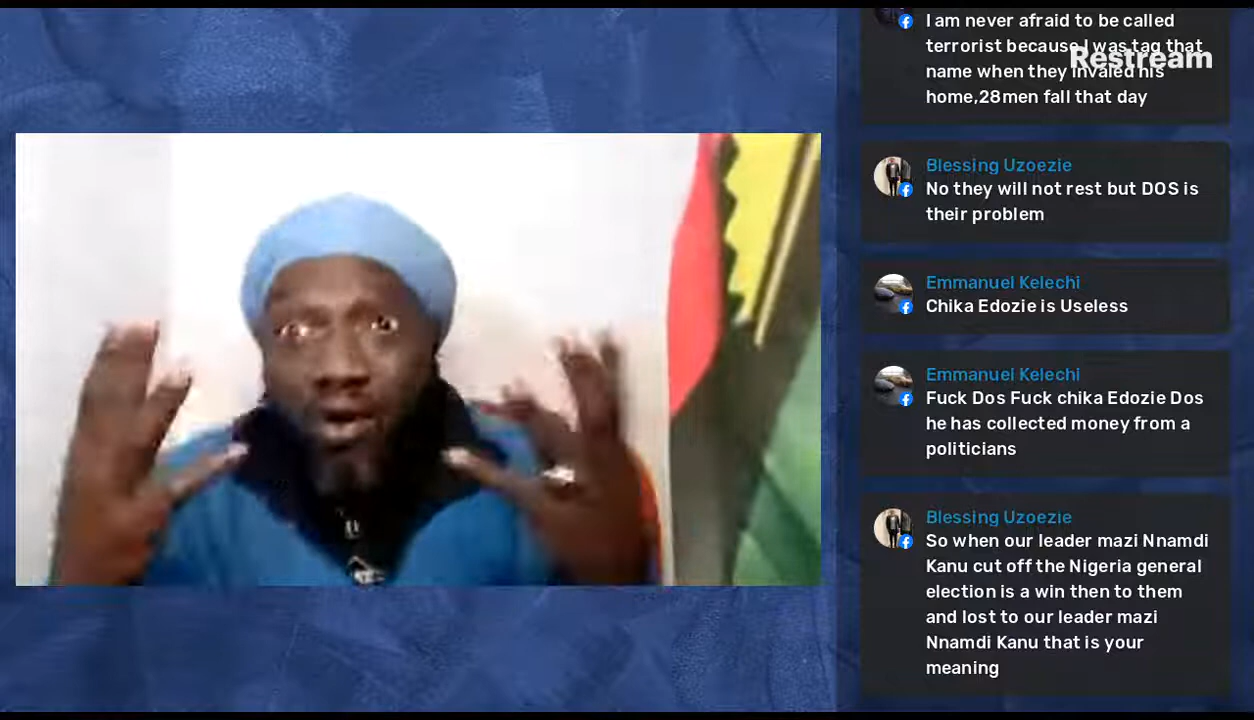 I am never afraid to be called
terrorist because I was tag that
Restream
name when they invaled his
home,28men fall that day
Blessing Uzoezie
No they will not rest but DOS is
their problem
Emmanuel Kelechi
Chika Edozie is Useless
Emmanuel Kelechi
Fuck Dos Fuck chika Edozie Dos
he has collected money from a
politicians
Blessing Uzoezie
So when our leader mazi Nnamdi
Kanu cut off the Nigeria general
election is a win then to them
and lost to our leader mazi
Nnamdi Kanu that is your
meaning